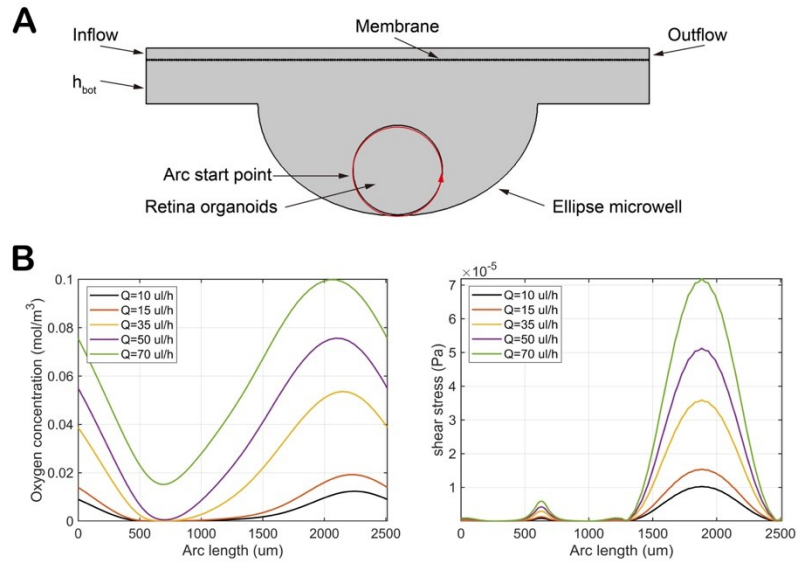 A
Inflow
Membrane
Outflow
h_bot
Arc start point
Retina organoids
Ellipse microwell
B
Oxygen concentration (mol/m³)
0.1
0.08
0.06
0.04
0.02
0
Q=10 ul/h
Q=15 ul/h
Q=35 ul/h
Q=50 ul/h
Q=70 ul/h
0 500 1000 1500 2000 2500
Arc length (um)
shear stress (Pa)
×10⁻⁵
7
6
5
4
3
2
1
Q=10 ul/h
Q=15 ul/h
Q=35 ul/h
Q=50 ul/h
Q=70 ul/h
0 500 1000 1500 2000 2500
Arc length (um)